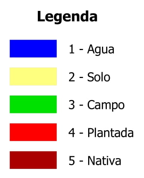 Legenda
1 - Agua
2 - Solo
3 - Campo
4 - Plantada
5 - Nativa